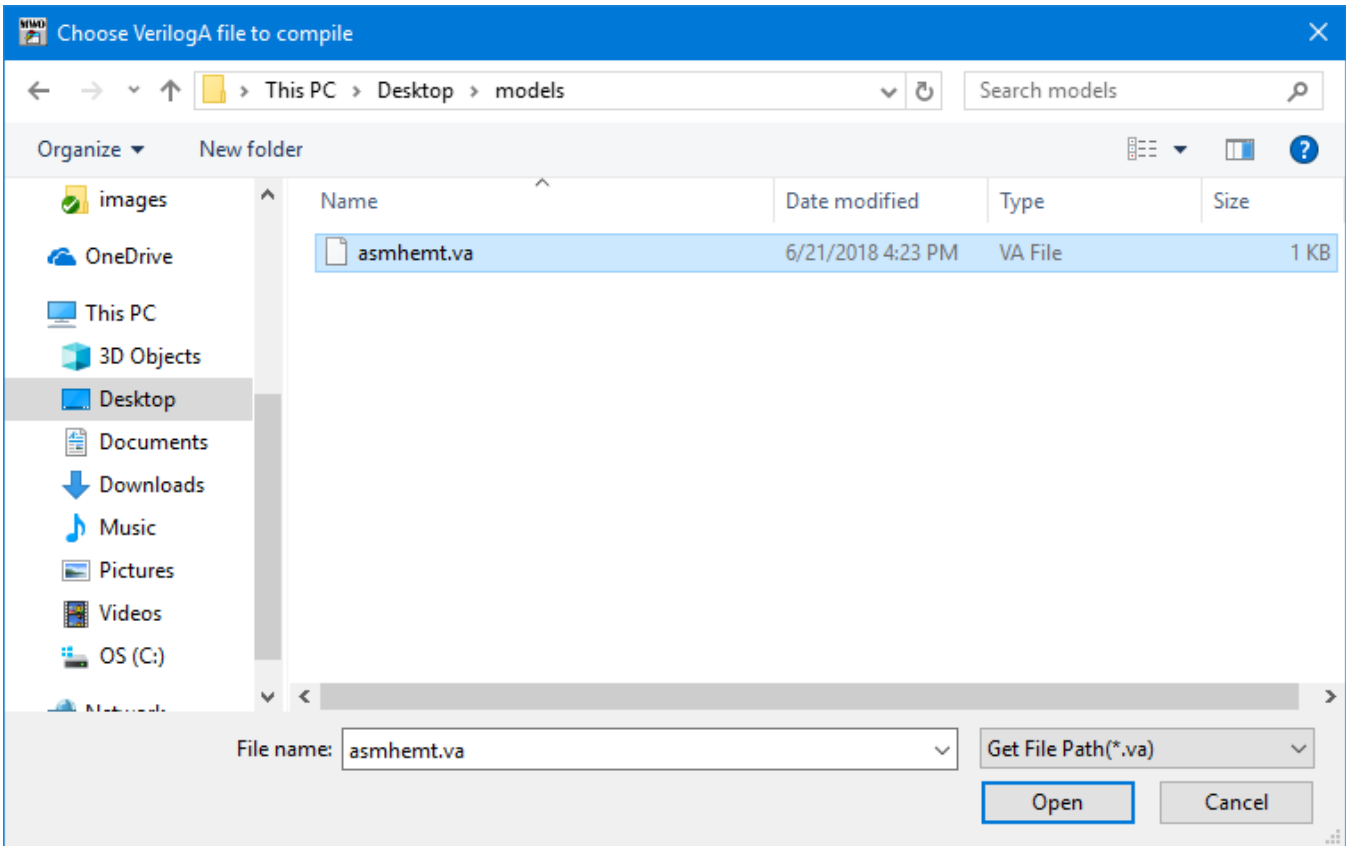 MWO Choose VerilogA file to compile
This PC > Desktop > models Search models
Organize New folder ?
images Name Date modified Type Size
asmhemt.va 6/21/2018 4:23 PM VA File 1 KB
OneDrive
This PC
3D Objects
Desktop
Documents
Downloads
Music
Pictures
Videos
OS (C:)
File name: asmhemt.va Get File Path(*.va)
Open Cancel